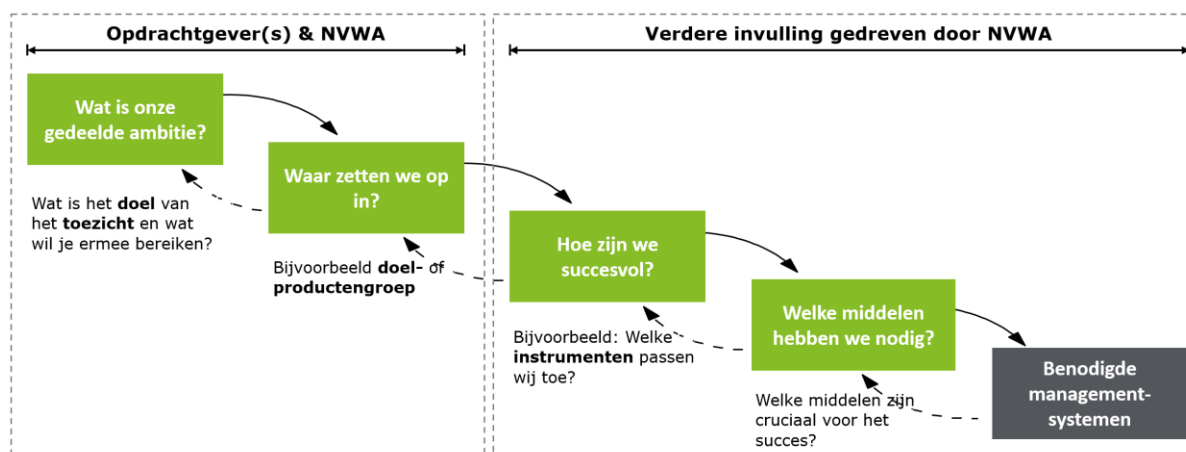 Opdrachtgever(s) & NVWA
Verdere invulling gedreven door NVWA
Wat is onze
gedeelde ambitie?
Wat is het doel van
het toezicht en wat
wil je ermee bereiken?
Waar zetten we op
in?
Bijvoorbeeld doel- of
productengroep
Hoe zijn we
succesvol?
Bijvoorbeeld: Welke
instrumenten passen
wij toe?
Welke middelen
hebben we nodig?
Welke middelen zijn
cruciaal voor het
succes?
Benodigde
management-
systemen